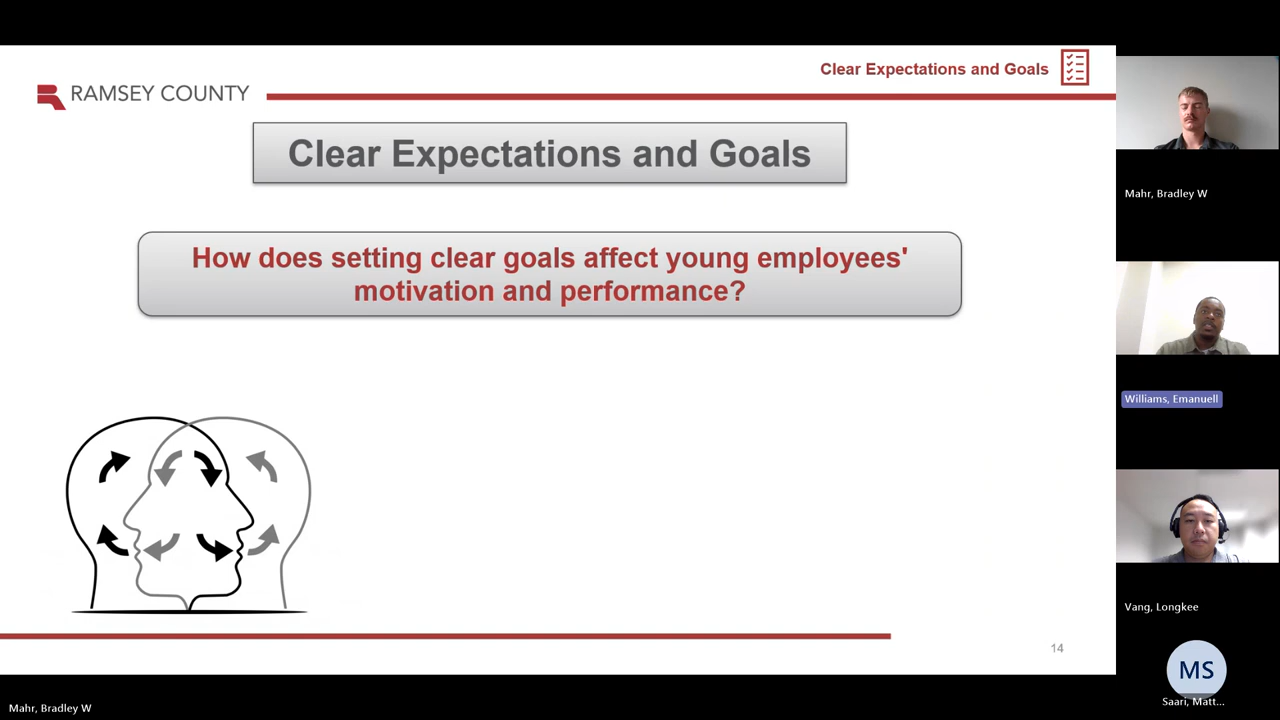 Clear Expectations and Goals
RAMSEY COUNTY
Clear Expectations and Goals
How does setting clear goals affect young employees'
motivation and performance?
14
Mahr, Bradley W
Williams, Emanuell
Vang, Longkee
MS
Saari, Matt...
Mahr, Bradley W